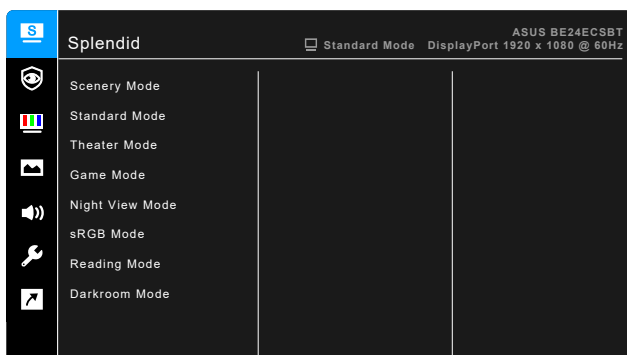 S
Splendid
Standard Mode
ASUS BE24ECSBT
DisplayPort 1920 x 1080 @ 60Hz
Scenery Mode
Standard Mode
Theater Mode
Game Mode
Night View Mode
sRGB Mode
Reading Mode
Darkroom Mode